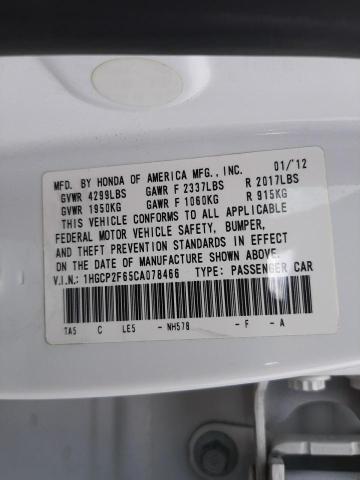 MFD. BY HONDA OF AMERICA MFG., INC. 01/'12
GVWR 4299LBS GAWR F 2337LBS R 2017LBS
GVWR 1950KG GAWR F 1060KG R 915KG
THIS VEHICLE CONFORMS TO ALL APPLICABLE
FEDERAL MOTOR VEHICLE SAFETY, BUMPER,
AND THEFT PREVENTION STANDARDS IN EFFECT
ON THE DATE OF MANUFACTURE SHOWN ABOVE.
V.I.N.: 1HGCP2F65CA078466 TYPE: PASSENGER CAR
TA5 C LE5 - NH578 - F - A